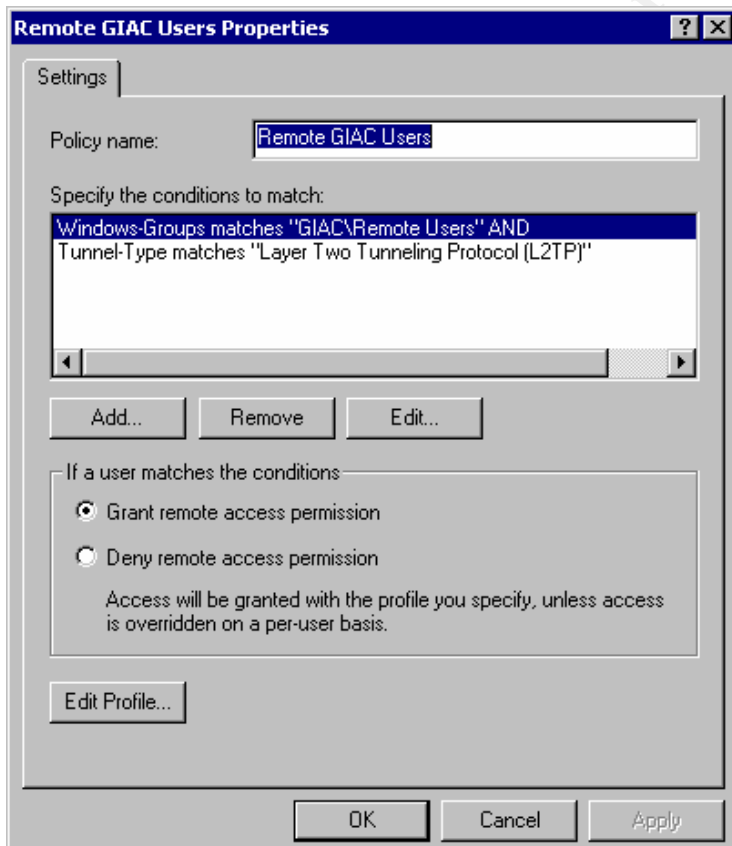 Remote GIAC Users Properties
Settings
Policy name: Remote GIAC Users
Specify the conditions to match:
Windows-Groups matches "GIAC\Remote Users" AND
Tunnel-Type matches "Layer Two Tunneling Protocol (L2TP)"
Add... Remove Edit...
If a user matches the conditions
Grant remote access permission
Deny remote access permission
Access will be granted with the profile you specify, unless access
is overridden on a per-user basis.
Edit Profile...
OK Cancel Apply